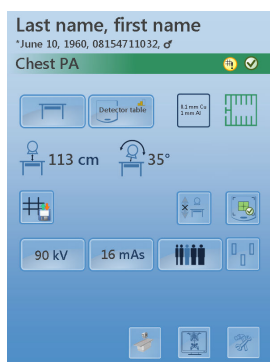 Last name, first name
*June 10, 1960, 08154711032, ♂
Chest PA
Detector table
0.1 mm Cu
1 mm Al
113 cm
35°
90 kV
16 mAs